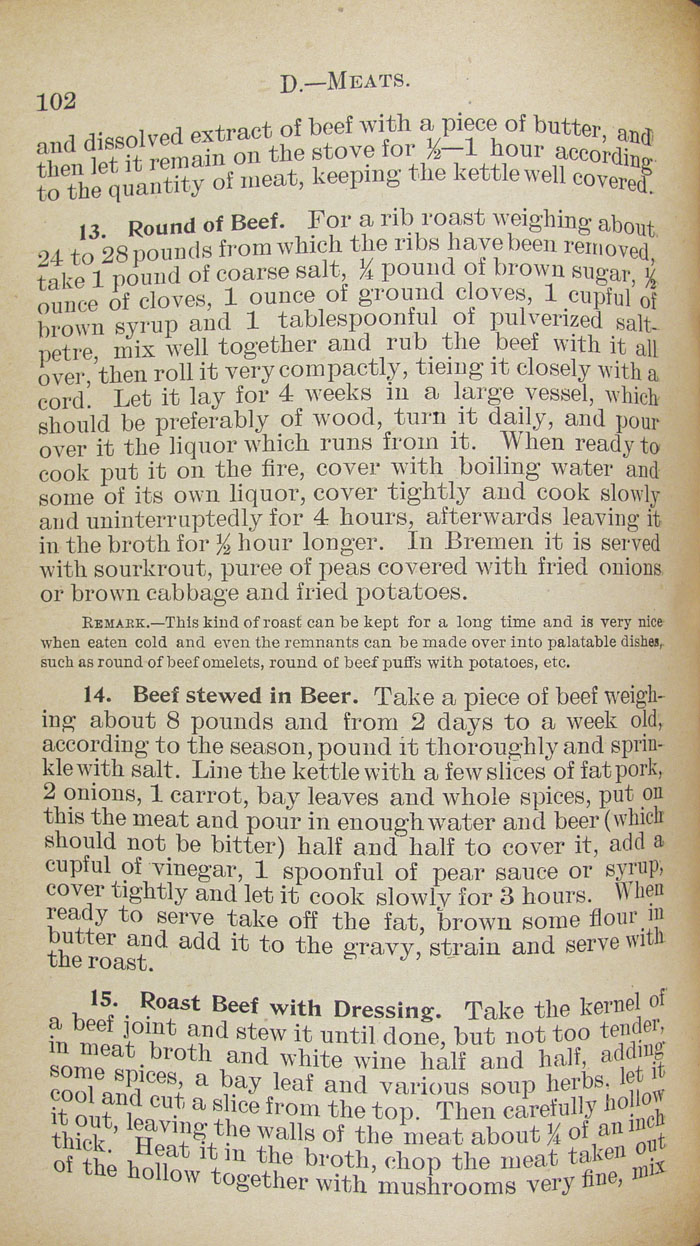 102
D.—MEATS.
and dissolved extract of beef with a piece of butter, and
then let it remain on the stove for ½—1 hour according
to the quantity of meat, keeping the kettle well covered.
13. Round of Beef. For a rib roast weighing about
24 to 28 pounds from which the ribs have been removed,
take 1 pound of coarse salt, ¼ pound of brown sugar, ½
ounce of cloves, 1 ounce of ground cloves, 1 cupful of
brown syrup and 1 tablespoonful of pulverized salt-
petre, mix well together and rub the beef with it all
over, then roll it very compactly, tieing it closely with a
cord. Let it lay for 4 weeks in a large vessel, which
should be preferably of wood, turn it daily, and pour
over it the liquor which runs from it. When ready to
cook put it on the fire, cover with boiling water and
some of its own liquor, cover tightly and cook slowly
and uninterruptedly for 4 hours, afterwards leaving it
in the broth for ½ hour longer. In Bremen it is served
with sourkrout, puree of peas covered with fried onions
or brown cabbage and fried potatoes.
REMARK.—This kind of roast can be kept for a long time and is very nice
when eaten cold and even the remnants can be made over into palatable dishes,
such as round of beef omelets, round of beef puffs with potatoes, etc.
14. Beef stewed in Beer. Take a piece of beef weigh-
ing about 8 pounds and from 2 days to a week old,
according to the season, pound it thoroughly and sprin-
kle with salt. Line the kettle with a few slices of fat pork,
2 onions, 1 carrot, bay leaves and whole spices, put on
this the meat and pour in enough water and beer (which
should not be bitter) half and half to cover it, add a
cupful of vinegar, 1 spoonful of pear sauce or syrup,
cover tightly and let it cook slowly for 3 hours. When
ready to serve take off the fat, brown some flour in
butter and add it to the gravy, strain and serve with
the roast.
15. Roast Beef with Dressing. Take the kernel of
a beef joint and stew it until done, but not too tender,
in meat broth and white wine half and half, adding
some spices, a bay leaf and various soup herbs, let it
cool and cut a slice from the top. Then carefully hollow
it out, leaving the walls of the meat about ¼ of an inch
thick. Heat it in the broth, chop the meat taken out
of the hollow together with mushrooms very fine, mix